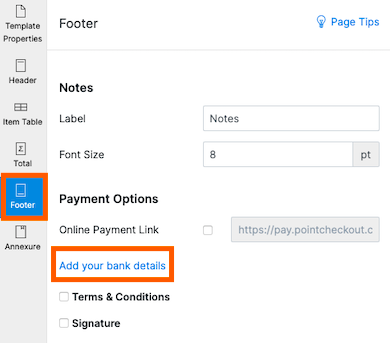 Template
Properties
Header
Item Table
Σ
Total
Footer
Annexure
Footer
Page Tips
Notes
Label
Notes
Font Size
8
pt
Payment Options
Online Payment Link
https://pay.pointcheckout.c
Add your bank details
Terms & Conditions
Signature